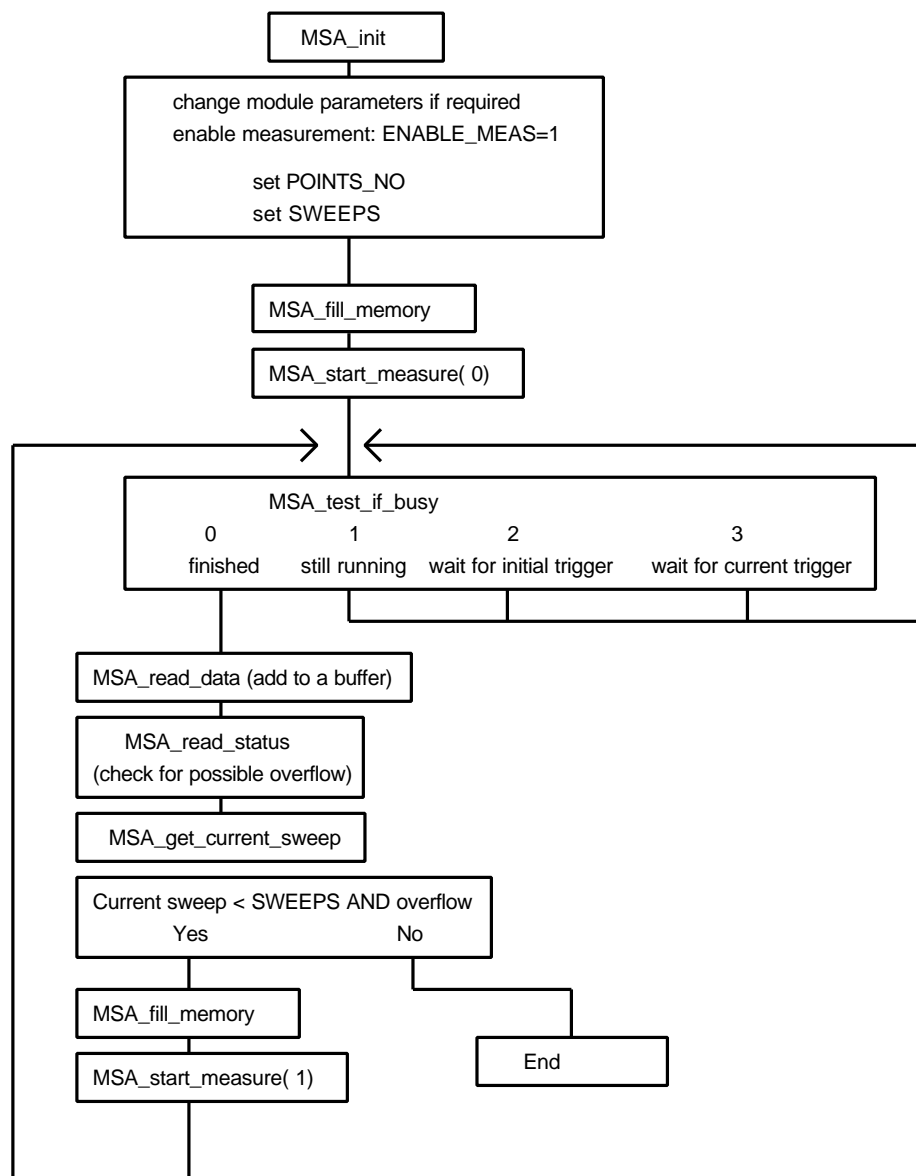 MSA_init
change module parameters if required
enable measurement: ENABLE_MEAS=1
set POINTS_NO
set SWEEPS
MSA_fill_memory
MSA_start_measure( 0)
MSA_test_if_busy
0 1 2 3
finished still running wait for initial trigger wait for current trigger
MSA_read_data (add to a buffer)
MSA_read_status
(check for possible overflow)
MSA_get_current_sweep
Current sweep < SWEEPS AND overflow
Yes No
MSA_fill_memory
MSA_start_measure( 1)
End